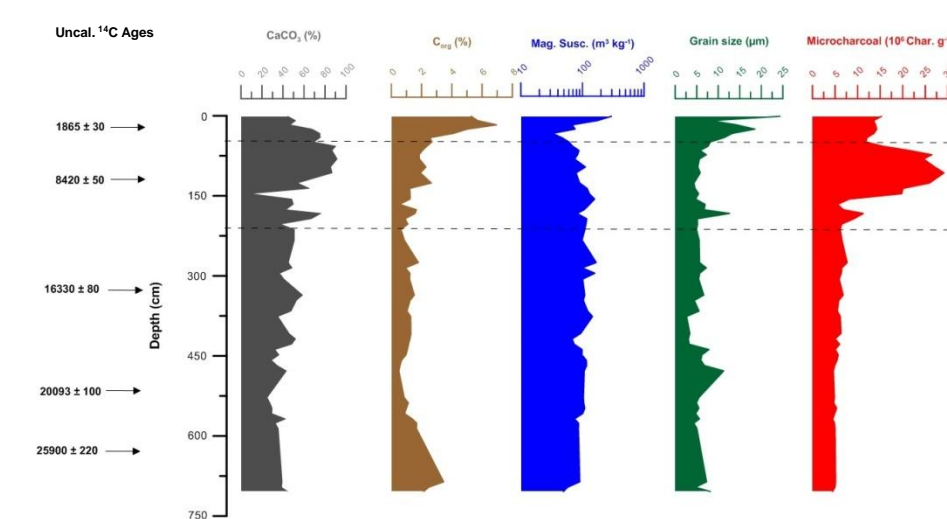 Uncal. ¹⁴C Ages
CaCO₃ (%)
C_org (%)
Mag. Susc. (m³ kg⁻¹)
Grain size (µm)
Microcharcoal (10⁶ Char. g⁻
0 20 40 60 80 100
0 2 4 6 8
10 100 1000
0 5 10 15 20 25
0 5 10 15 20 25
0
1865 ± 30
8420 ± 50
150
300
16330 ± 80
Depth (cm)
450
20093 ± 100
600
25900 ± 220
750